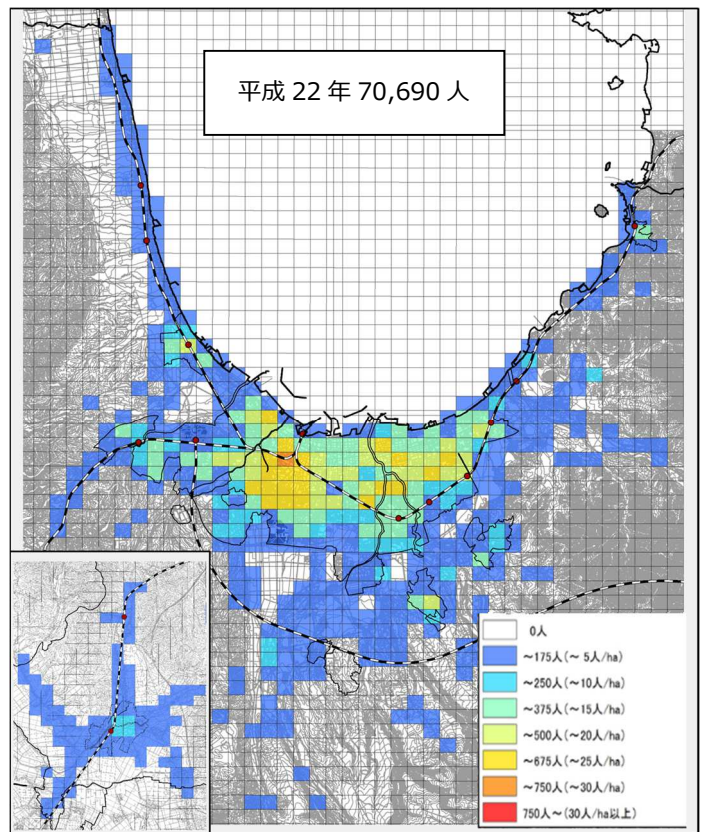 平成 22 年 70,690 人
0人
～175人(～ 5人/ha)
～250人(～10人/ha)
～375人(～15人/ha)
～500人(～20人/ha)
～675人(～25人/ha)
～750人(～30人/ha)
750人～(30人/ha以上)